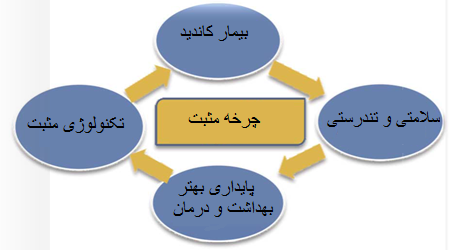 بیمار کاندید
سلامتی و تندرستی
چرخه مثبت
تکنولوژی مثبت
پایداری بهتر
بهداشت و درمان